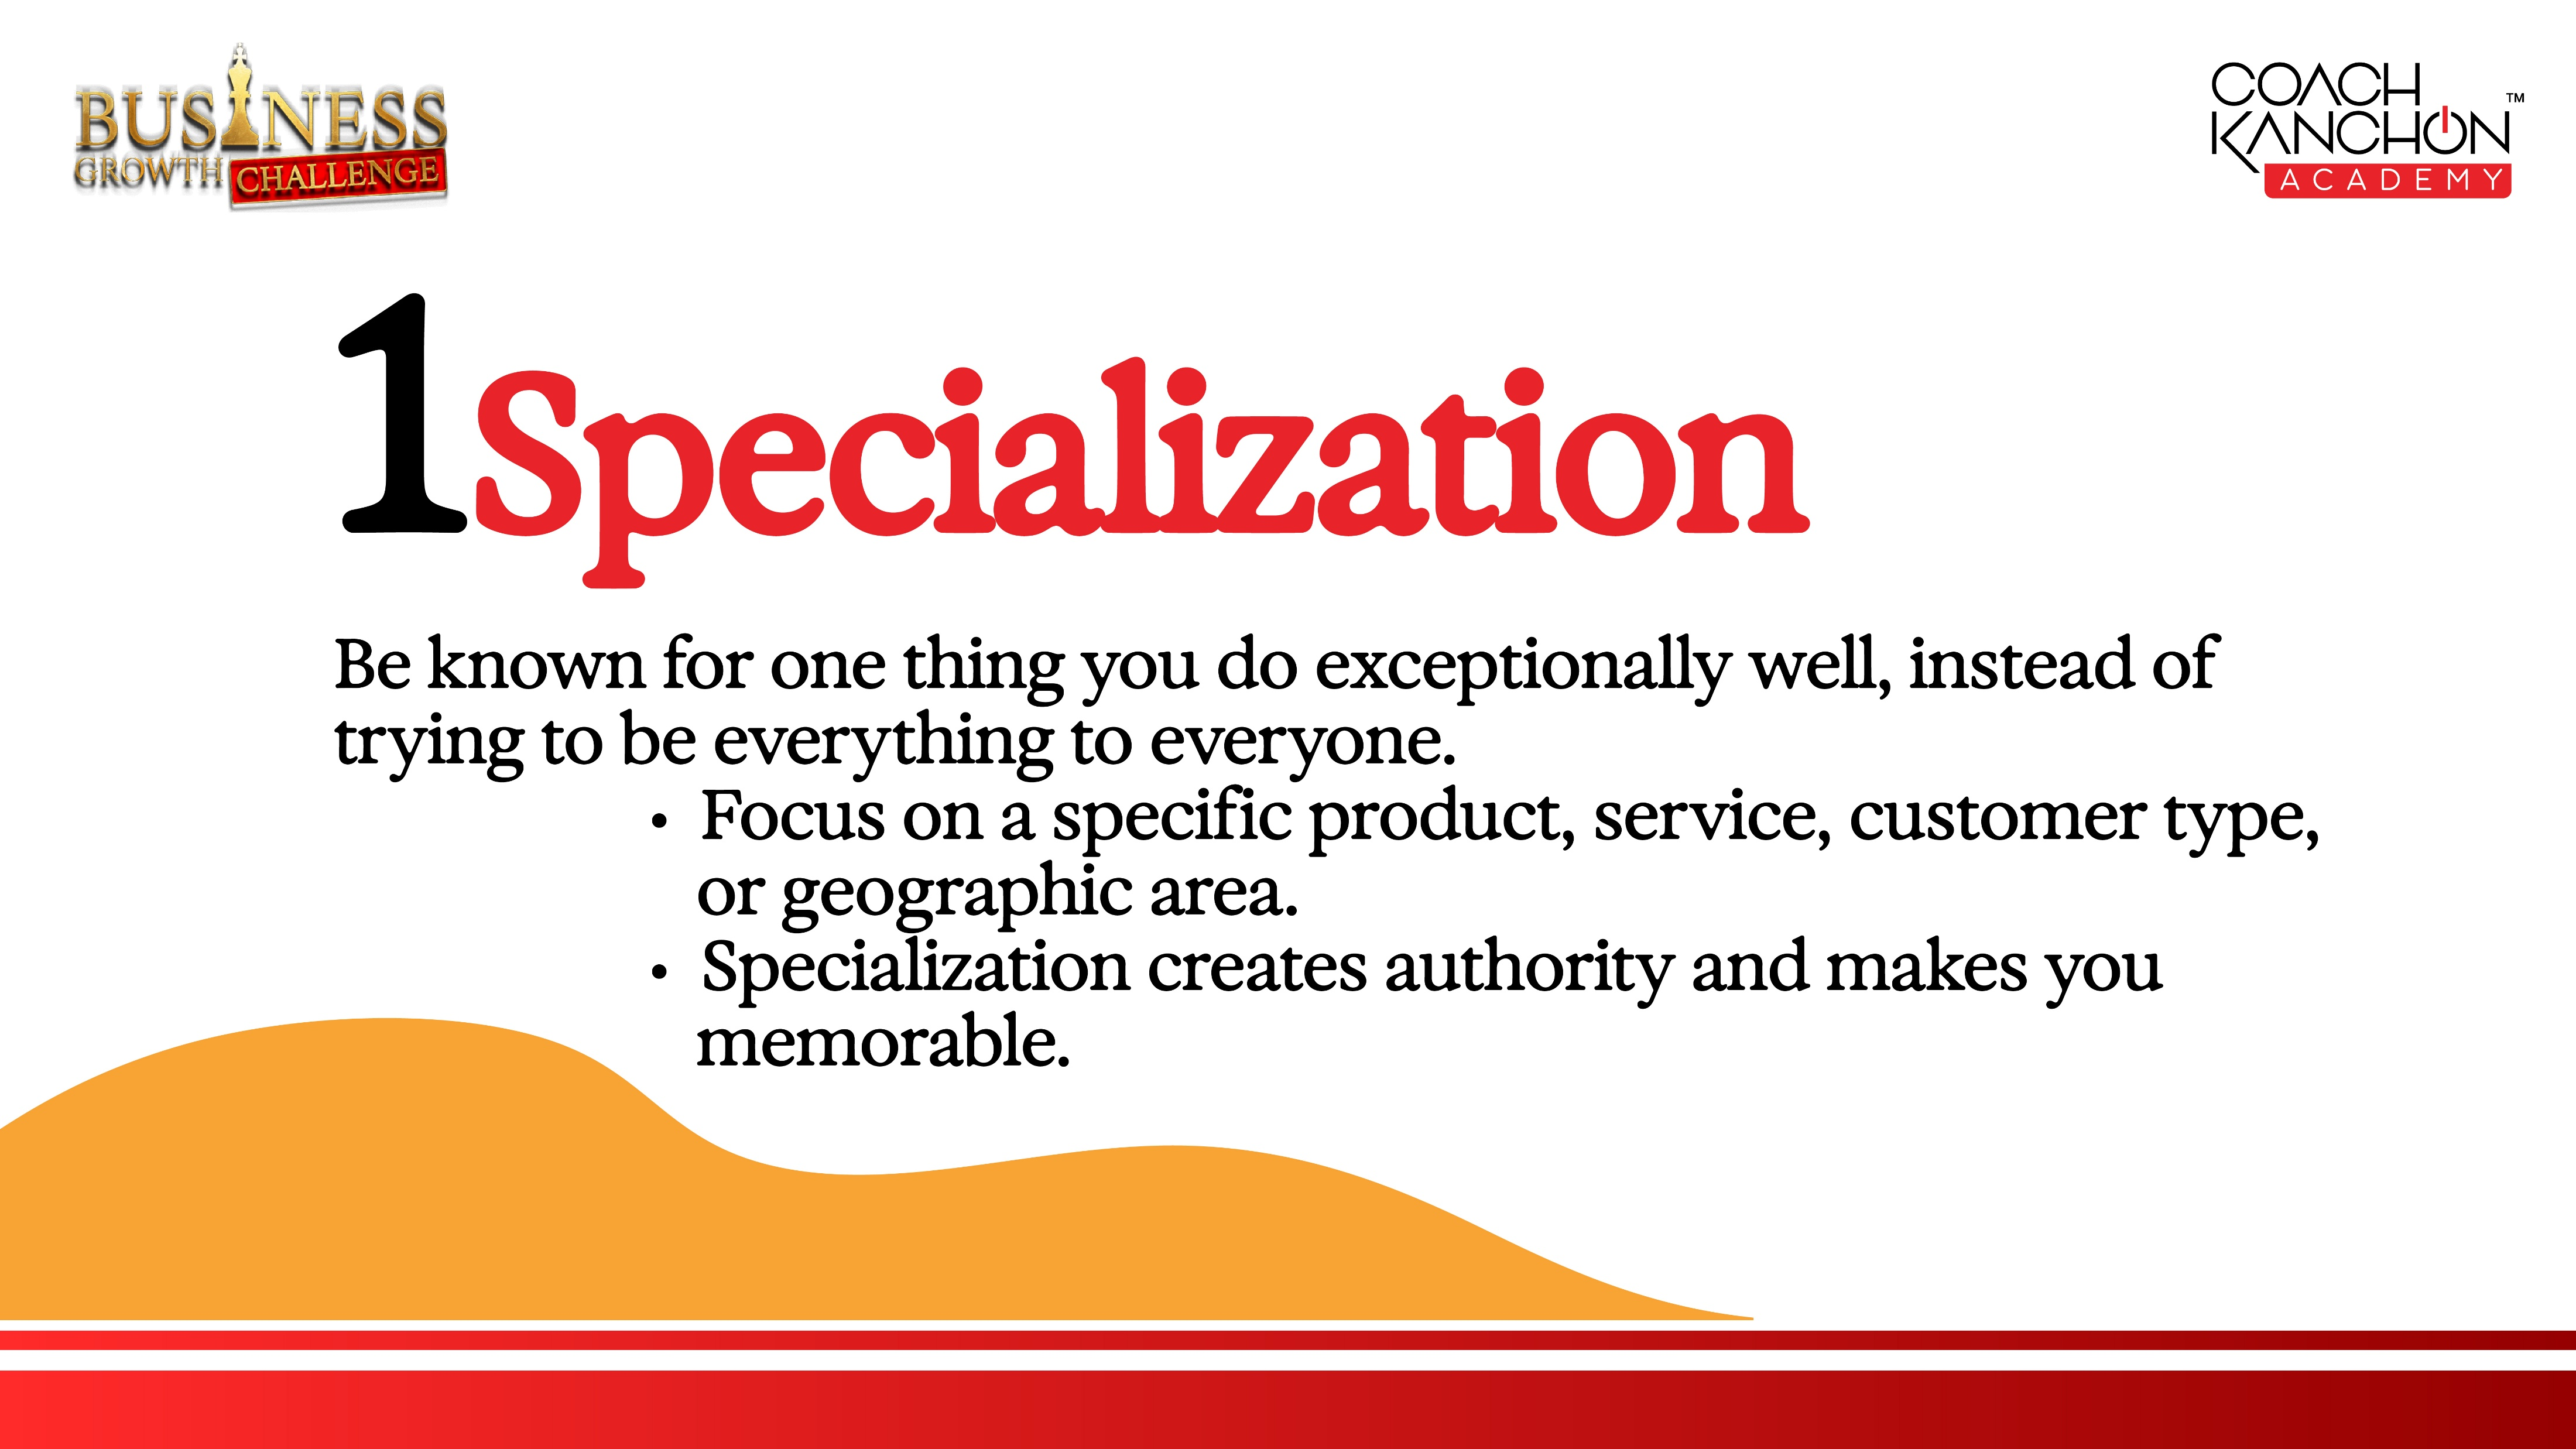 BUSINESS
GROWTH CHALLENGE
COACH
KANCHON
TM
ACADEMY
1Specialization
Be known for one thing you do exceptionally well, instead of
trying to be everything to everyone.
• Focus on a specific product, service, customer type,
or geographic area.
• Specialization creates authority and makes you
memorable.